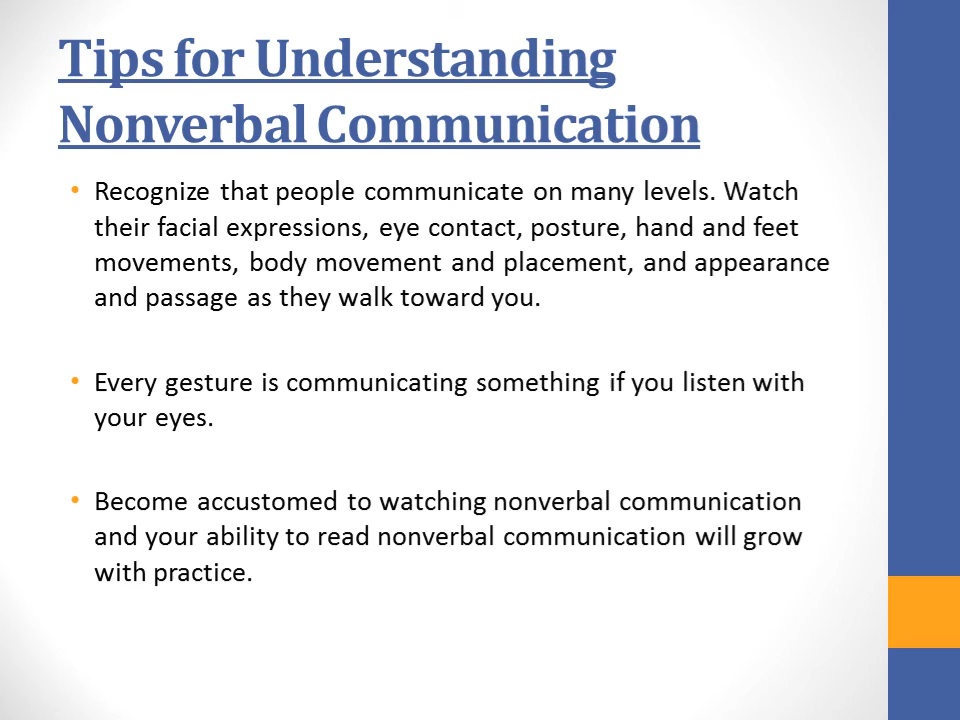 Tips for Understanding
Nonverbal Communication
• Recognize that people communicate on many levels. Watch
their facial expressions, eye contact, posture, hand and feet
movements, body movement and placement, and appearance
and passage as they walk toward you.
• Every gesture is communicating something if you listen with
your eyes.
• Become accustomed to watching nonverbal communication
and your ability to read nonverbal communication will grow
with practice.